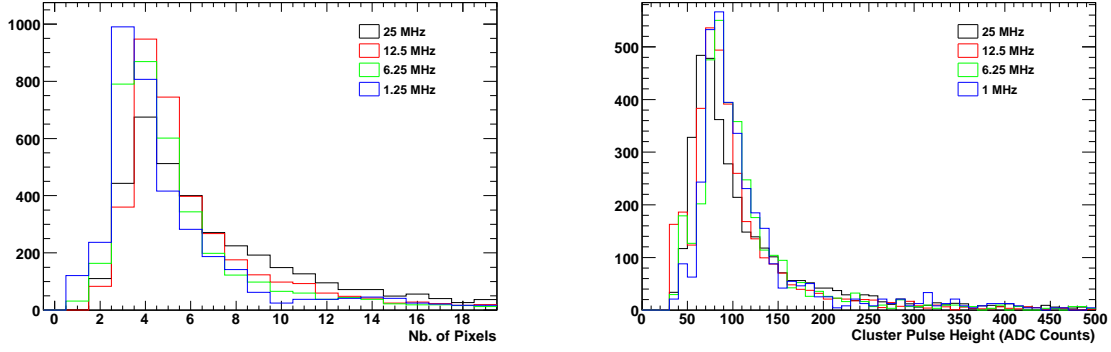 1000
800
600
400
200
0
25 MHz
12.5 MHz
6.25 MHz
1.25 MHz
0 2 4 6 8 10 12 14 16 18
Nb. of Pixels
500
400
300
200
100
0
25 MHz
12.5 MHz
6.25 MHz
1 MHz
0 50 100 150 200 250 300 350 400 450 500
Cluster Pulse Height (ADC Counts)